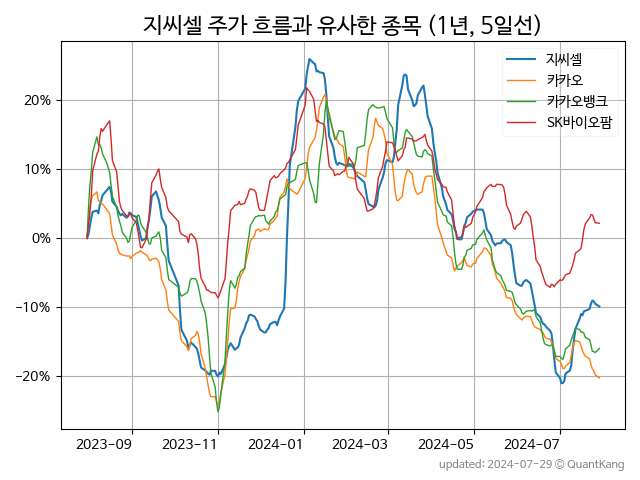 지씨셀 주가 흐름과 유사한 종목 (1년, 5일선)
지씨셀
카카오
카카오뱅크
SK바이오팜
20%
10%
0%
−10%
−20%
2023-09
2023-11
2024-01
2024-03
2024-05
2024-07
updated: 2024-07-29 © QuantKang